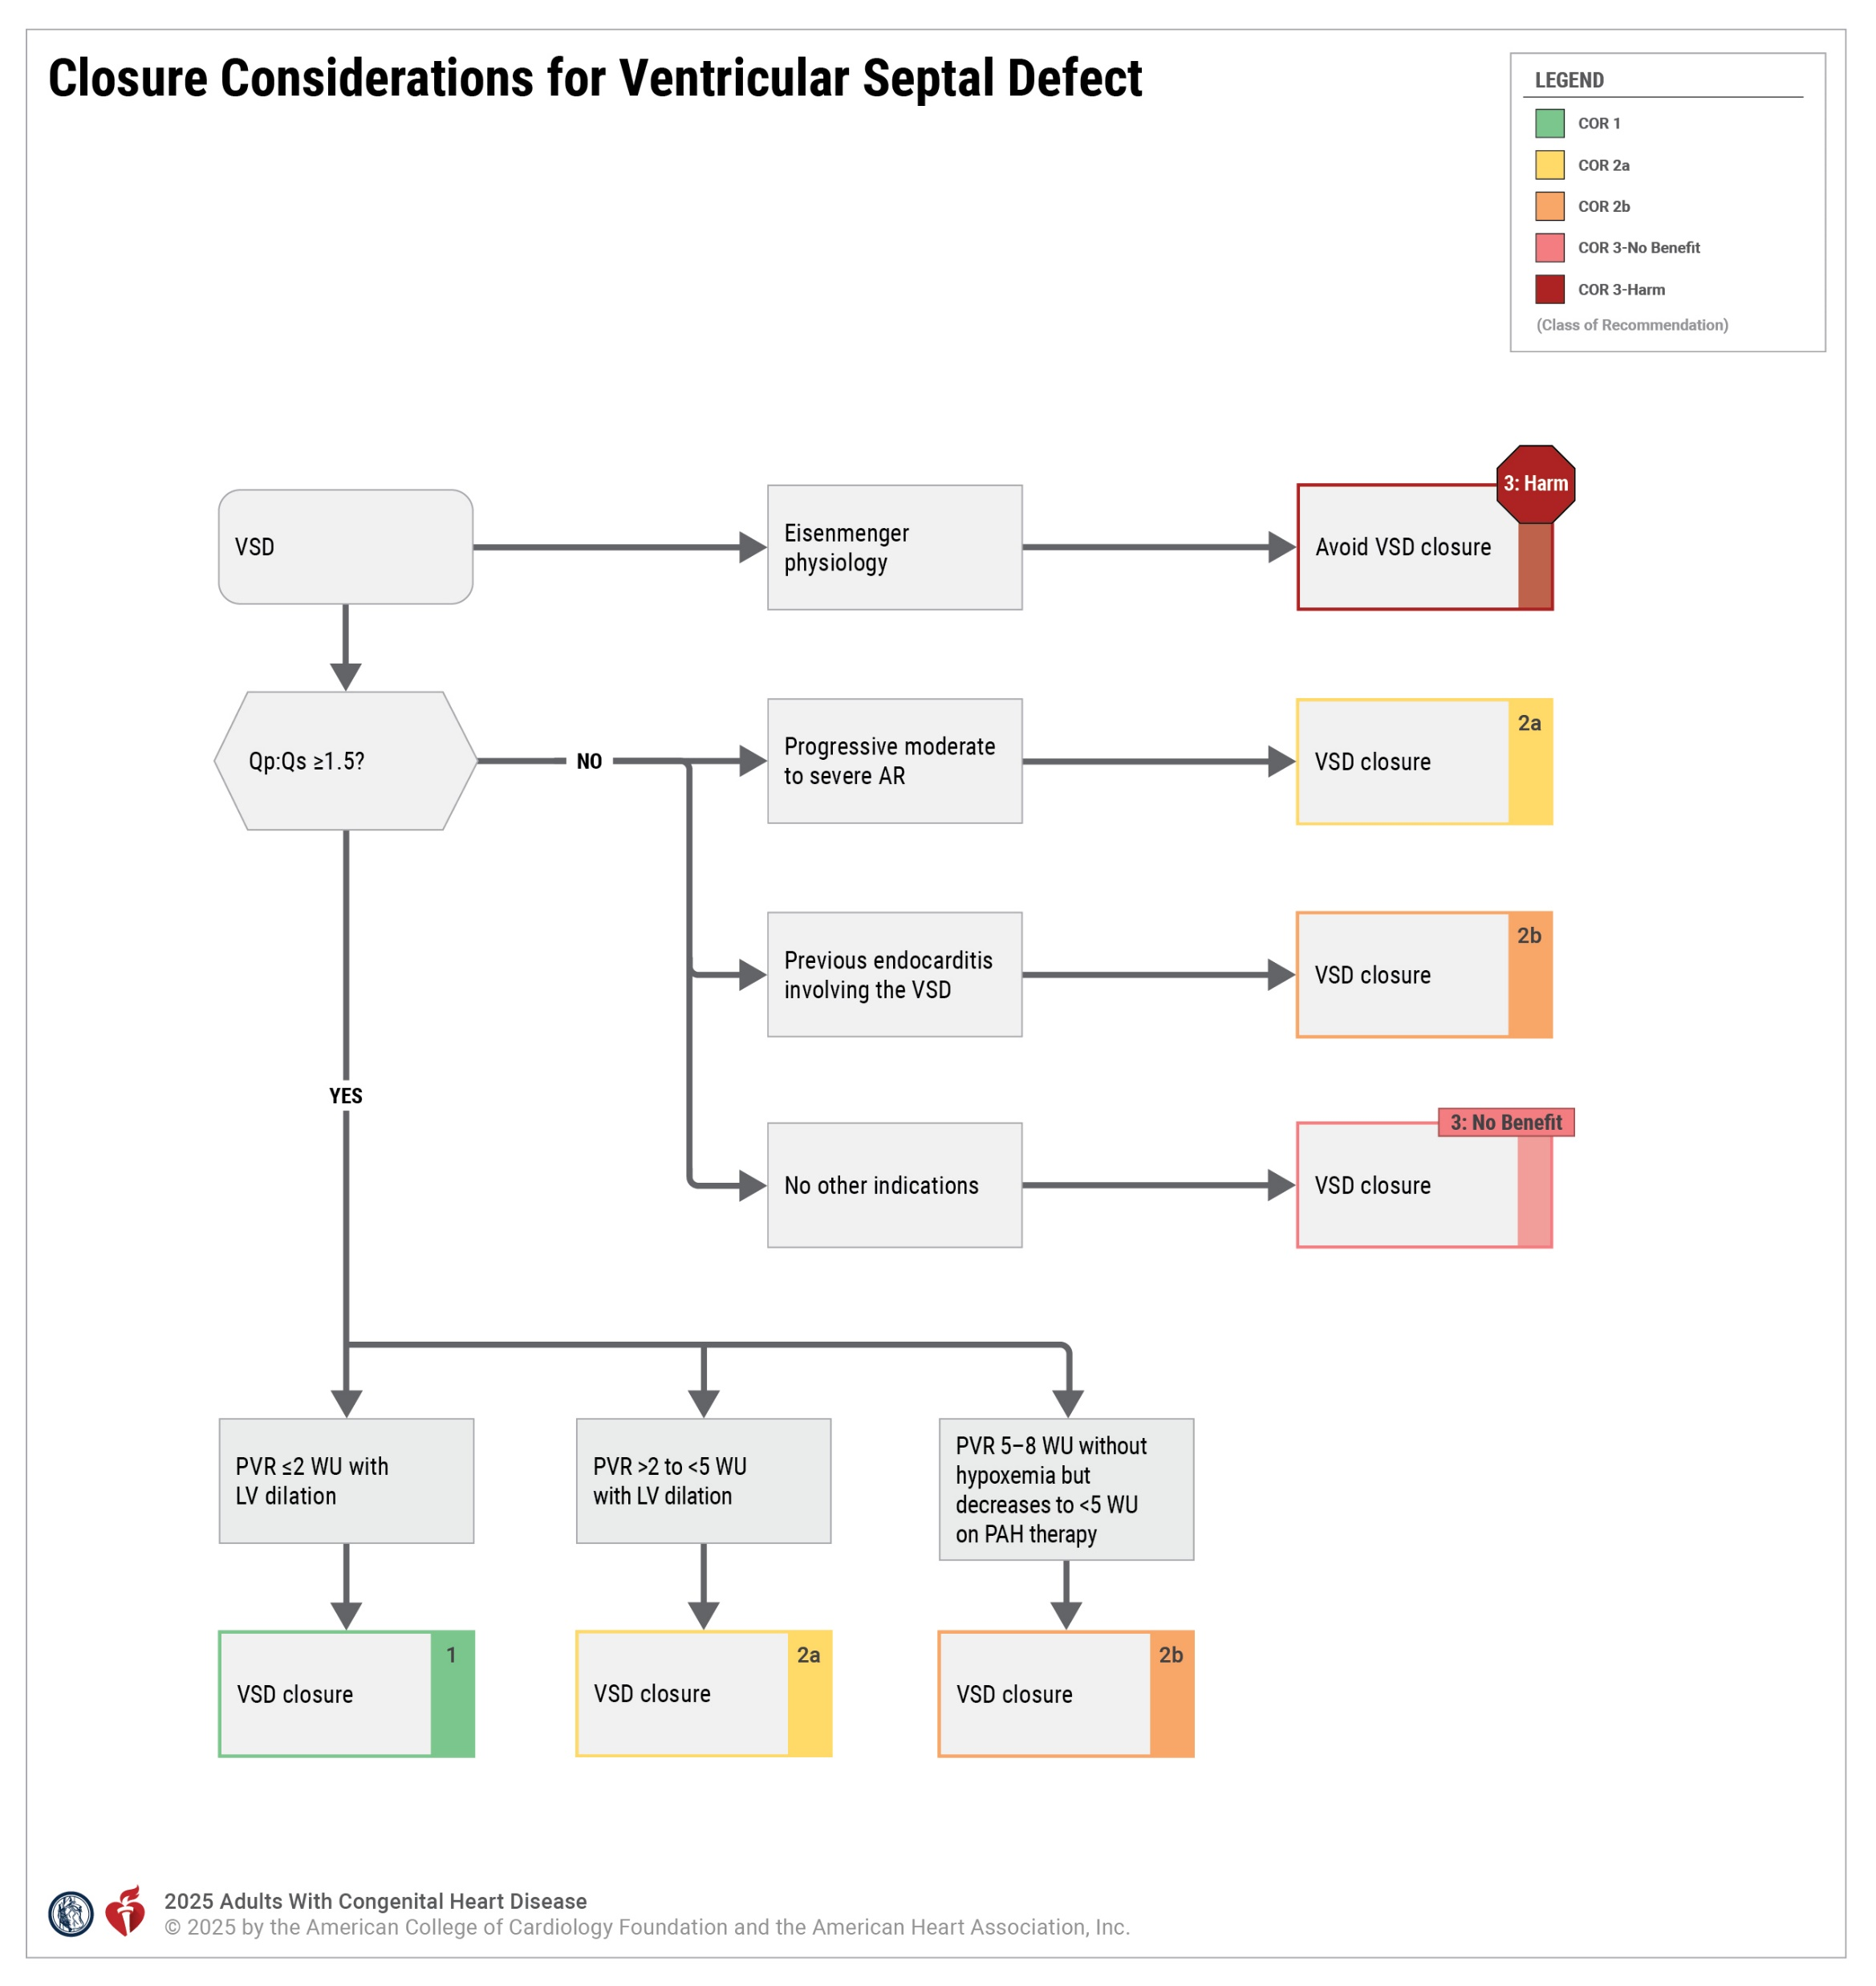 Closure Considerations for Ventricular Septal Defect
LEGEND
COR 1
COR 2a
COR 2b
COR 3-No Benefit
COR 3-Harm
(Class of Recommendation)
VSD
Eisenmenger
physiology
3: Harm
Avoid VSD closure
Qp:Qs ≥1.5?
NO
Progressive moderate
to severe AR
2a
VSD closure
Previous endocarditis
involving the VSD
2b
VSD closure
YES
No other indications
3: No Benefit
VSD closure
PVR ≤2 WU with
LV dilation
PVR >2 to <5 WU
with LV dilation
PVR 5–8 WU without
hypoxemia but
decreases to <5 WU
on PAH therapy
1
VSD closure
2a
VSD closure
2b
VSD closure
2025 Adults With Congenital Heart Disease
© 2025 by the American College of Cardiology Foundation and the American Heart Association, Inc.